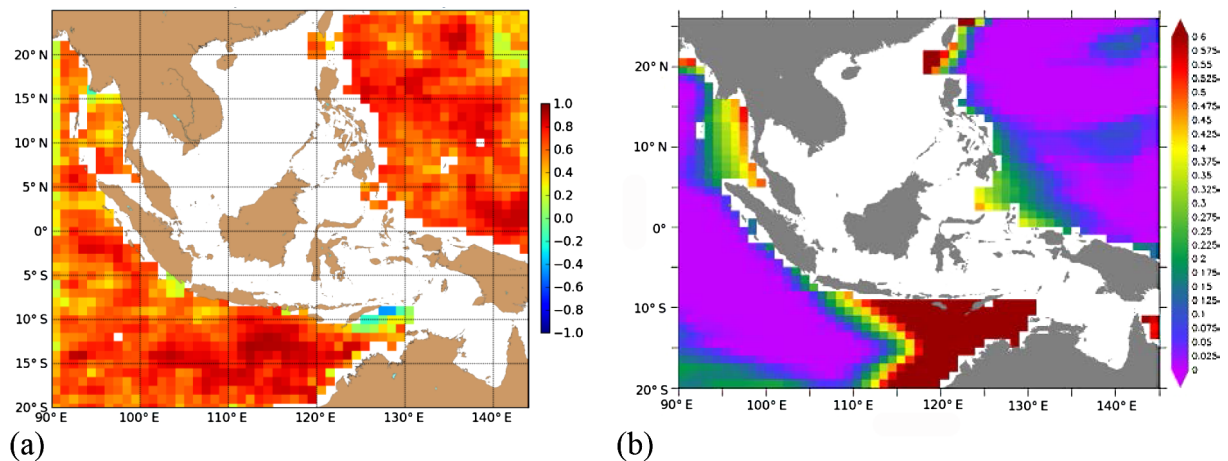 20° N
15° N
10° N
5° N
0°
5° S
10° S
15° S
20° S
90° E 100° E 110° E 120° E 130° E 140° E
1.0
0.8
0.6
0.4
0.2
0.0
−0.2
−0.4
−0.6
−0.8
−1.0
(a)
20° N
10° N
0°
10° S
20° S
90° E 100° E 110° E 120° E 130° E 140° E
0.6
0.575
0.55
0.525
0.5
0.475
0.45
0.425
0.4
0.375
0.35
0.325
0.3
0.275
0.25
0.225
0.2
0.175
0.15
0.125
0.1
0.075
0.05
0.025
0
(b)